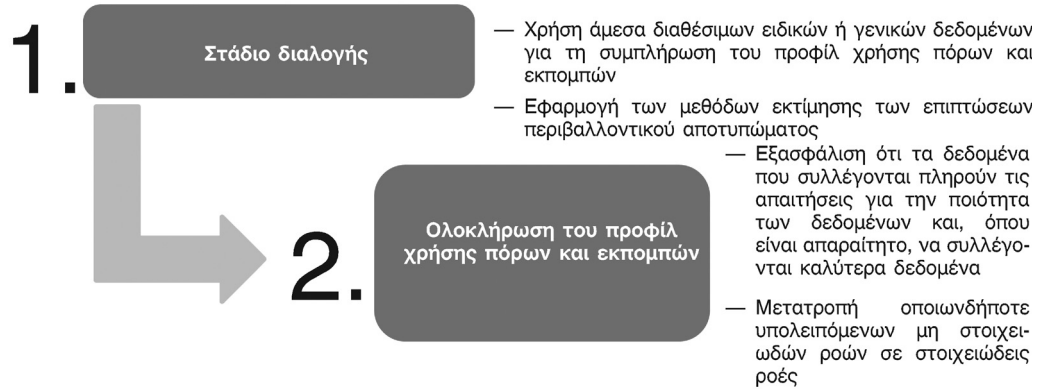 1.
Στάδιο διαλογής
— Χρήση άμεσα διαθέσιμων ειδικών ή γενικών δεδομένων
για τη συμπλήρωση του προφίλ χρήσης πόρων και
εκπομπών
— Εφαρμογή των μεθόδων εκτίμησης των επιπτώσεων
περιβαλλοντικού αποτυπώματος
2.
Ολοκλήρωση του προφίλ
χρήσης πόρων και εκπομπών
— Εξασφάλιση ότι τα δεδομένα
που συλλέγονται πληρούν τις
απαιτήσεις για την ποιότητα
των δεδομένων και, όπου
είναι απαραίτητο, να συλλέγο-
νται καλύτερα δεδομένα
— Μετατροπή οποιωνδήποτε
υπολειπόμενων μη στοιχει-
ωδών ροών σε στοιχειώδεις
ροές